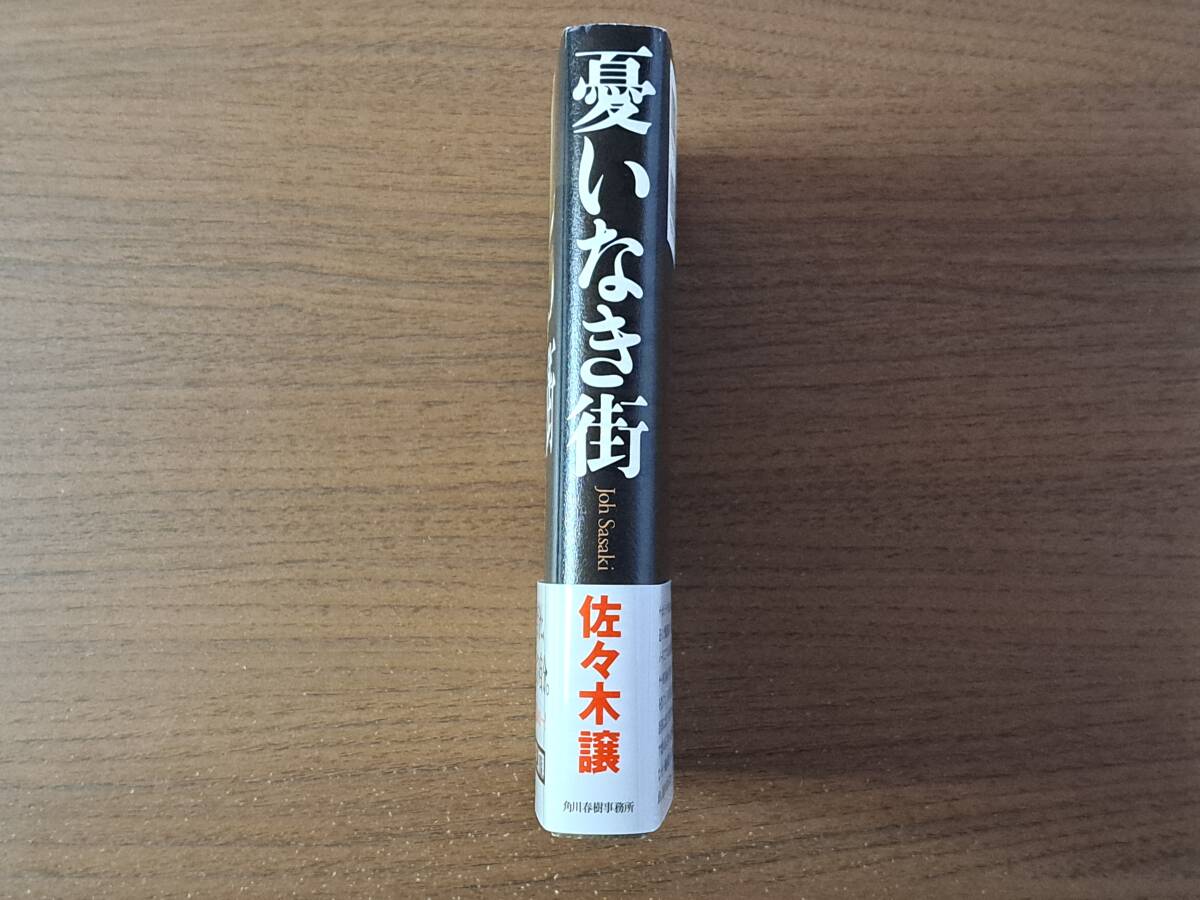 憂いなき街
Joh Sasaki
佐々木譲
角川春樹事務所